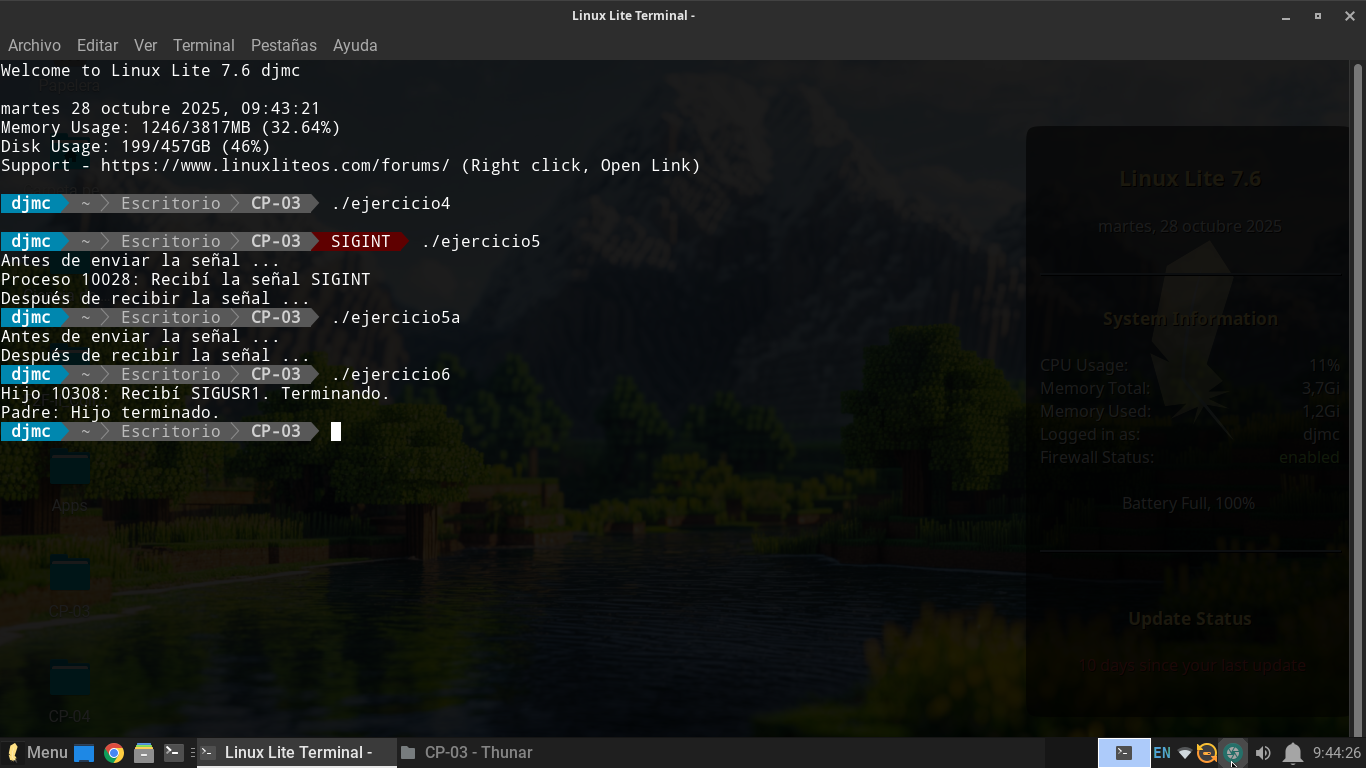 Linux Lite Terminal -
Archivo Editar Ver Terminal Pestañas Ayuda
Welcome to Linux Lite 7.6 djmc
Papelera
martes 28 octubre 2025, 09:43:21
Memory Usage: 1246/3817MB (32.64%)
Disk Usage: 199/457GB (46%)
Support - https://www.linuxliteos.com/forums/ (Right click, Open Link)
djmc ~ Escritorio CP-03 ./ejercicio4
djmc ~ Escritorio CP-03 SIGINT ./ejercicio5
Antes de enviar la señal ...
Proceso 10028: Recibí la señal SIGINT
Después de recibir la señal ...
djmc ~ Escritorio CP-03 ./ejercicio5a
Antes de enviar la señal ...
Después de recibir la señal ...
djmc ~ Escritorio CP-03 ./ejercicio6
Hijo 10308: Recibí SIGUSR1. Terminando.
Padre: Hijo terminado.
djmc ~ Escritorio CP-03
Apps
CP-03
CP-04
Linux Lite 7.6
martes, 28 octubre 2025
System Information
CPU Usage: 11%
Memory Total: 3,7Gi
Memory Used: 1,2Gi
Logged in as: djmc
Firewall Status: enabled
Battery Full, 100%
Update Status
10 days since your last update
Menu Linux Lite Terminal - CP-03 - Thunar EN 9:44:26